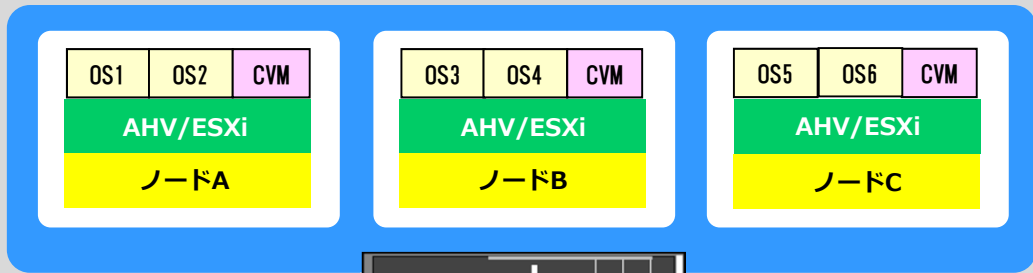 OS1 OS2 CVM
AHV/ESXi
ノードA
OS3 OS4 CVM
AHV/ESXi
ノードB
OS5 OS6 CVM
AHV/ESXi
ノードC